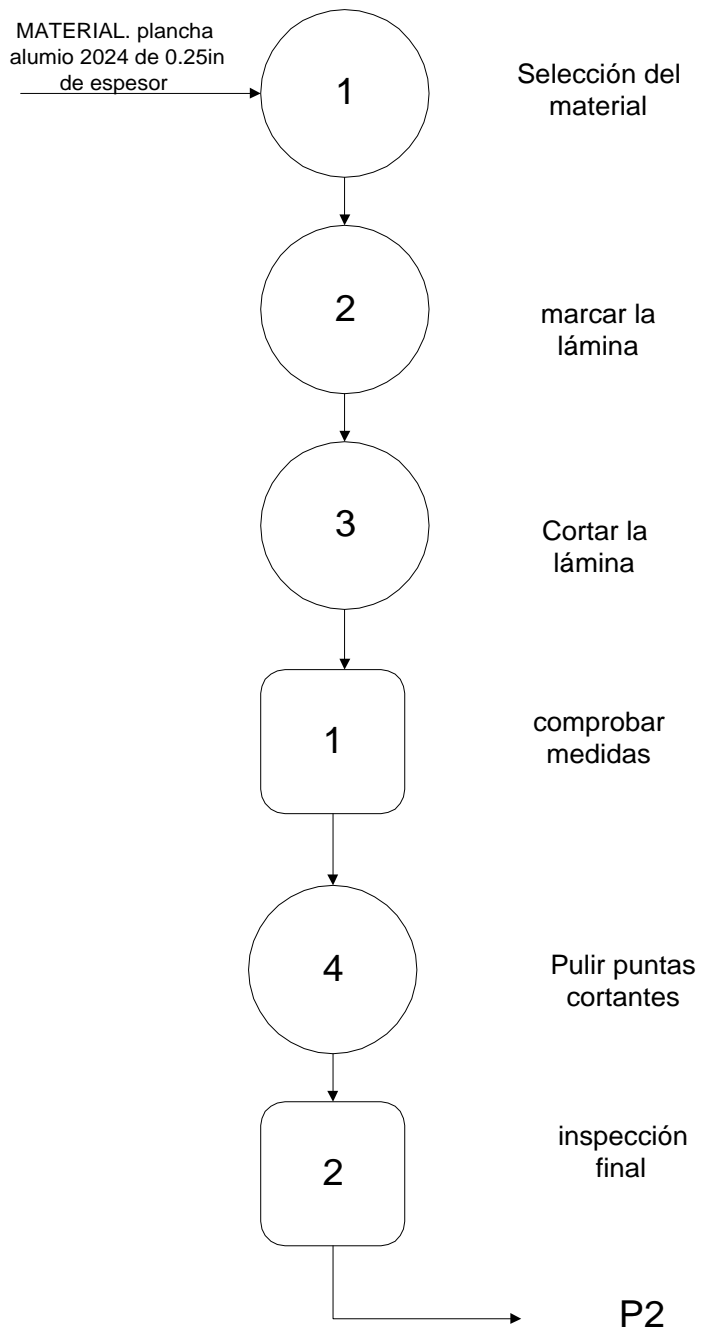 MATERIAL. plancha
alumio 2024 de 0.25in
de espesor
1
Selección del
material
2
marcar la
lámina
3
Cortar la
lámina
1
comprobar
medidas
4
Pulir puntas
cortantes
2
inspección
final
P2